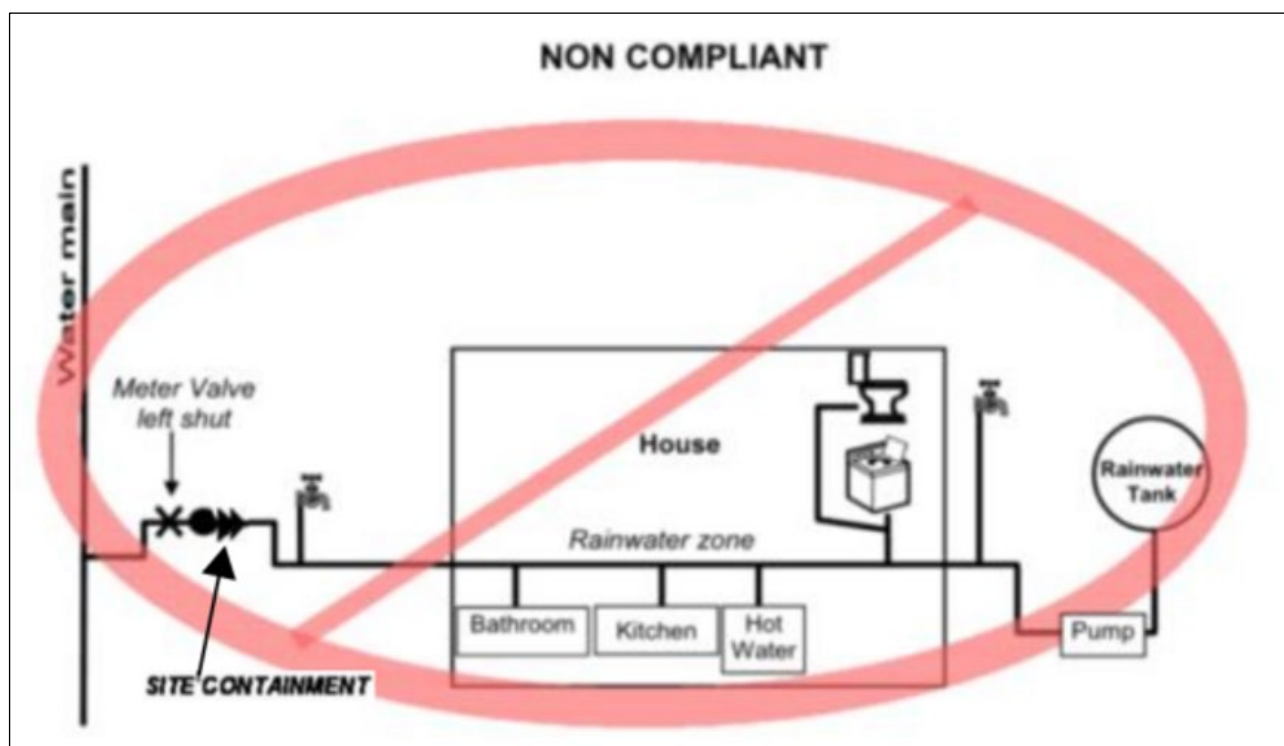 NON COMPLIANT
Water main
Meter Valve
left shut
House
Rainwater
Tank
Rainwater zone
Bathroom
Kitchen
Hot
Water
Pump
SITE CONTAINMENT